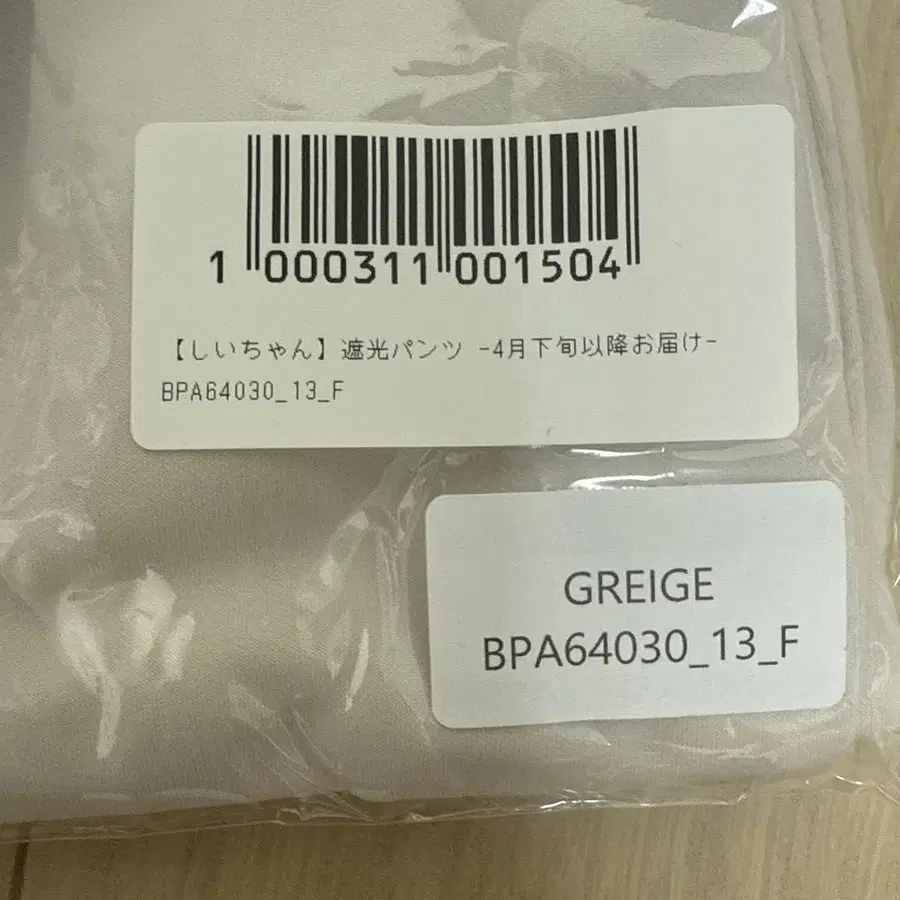 1 000311 001504
【しいちゃん】遮光パンツ -4月下旬以降お届け-
BPA64030_13_F
GREIGE
BPA64030_13_F